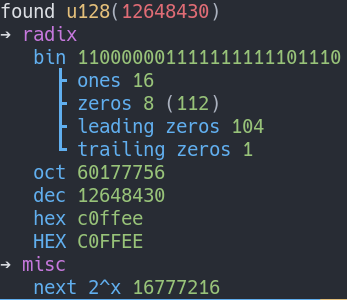 found u128(12648430)
→ radix
bin 110000001111111111101110
ones 16
zeros 8 (112)
leading zeros 104
trailing zeros 1
oct 60177756
dec 12648430
hex c0ffee
HEX C0FFEE
→ misc
next 2^x 16777216